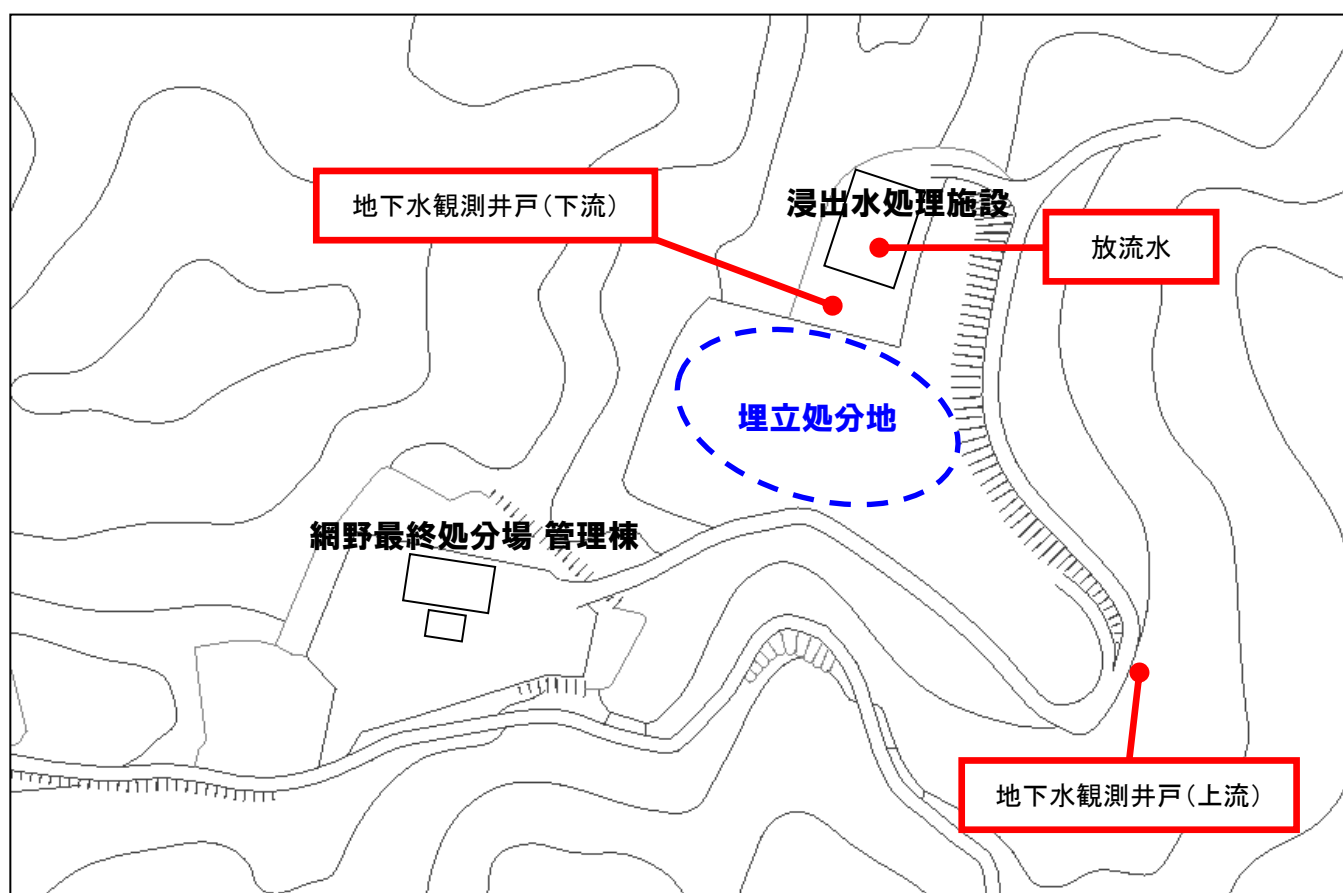 浸出水処理施設
地下水観測井戸（下流）
放流水
埋立処分地
網野最終処分場 管理棟
地下水観測井戸（上流）